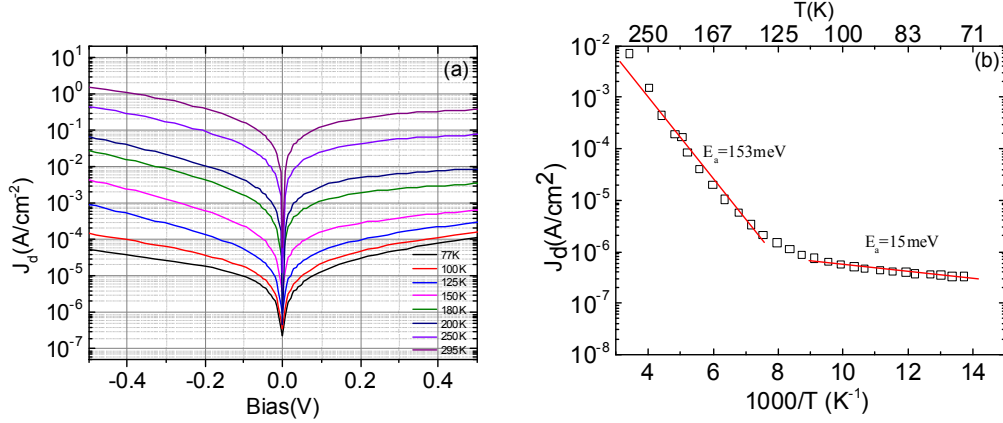 (a)
10^1
10^0
10^-1
10^-2
10^-3
10^-4
10^-5
10^-6
10^-7
J_d(A/cm^-2)
-0.4 -0.2 0.0 0.2 0.4
Bias(V)
77K
100K
125K
150K
180K
200K
250K
295K
T(K)
250 167 125 100 83 71
(b)
10^-2
10^-3
10^-4
10^-5
10^-6
10^-7
10^-8
J_d(A/cm^2)
E_a=153meV
E_a=15meV
4 6 8 10 12 14
1000/T (K^-1)